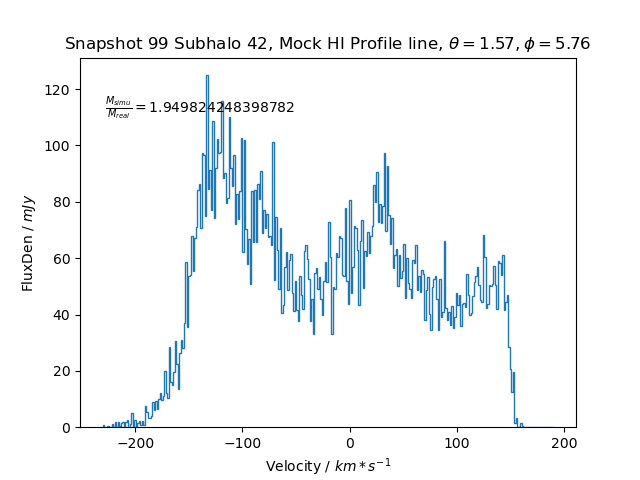 Snapshot 99 Subhalo 42, Mock HI Profile line, θ = 1.57, ϕ = 5.76
M_simu/M_real = 1.949824248398782
FluxDen / mJy
120
100
80
60
40
20
0
−200 −100 0 100 200
Velocity / km * s⁻¹